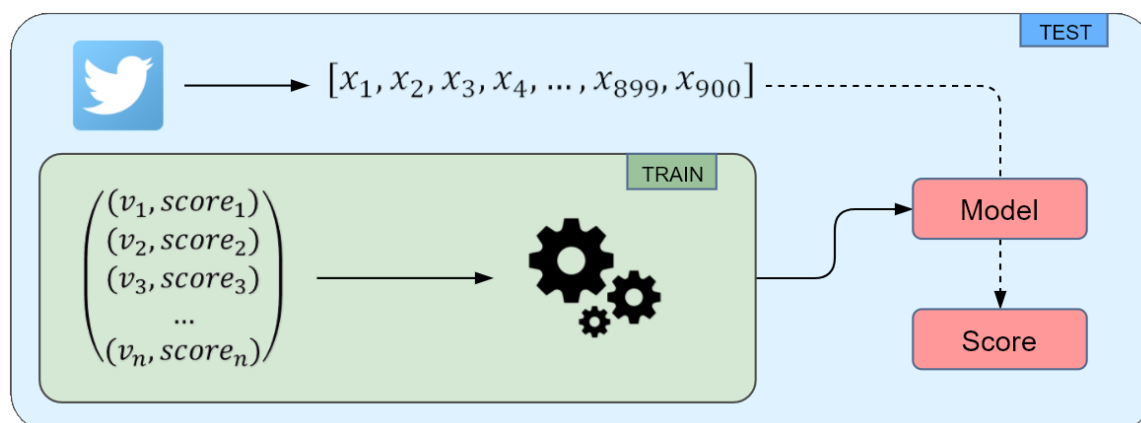 TEST
[x₁, x₂, x₃, x₄, ..., x₈₉₉, x₉₀₀]
TRAIN
(v₁, score₁)
(v₂, score₂)
(v₃, score₃)
...
(vₙ, scoreₙ)
Model
Score